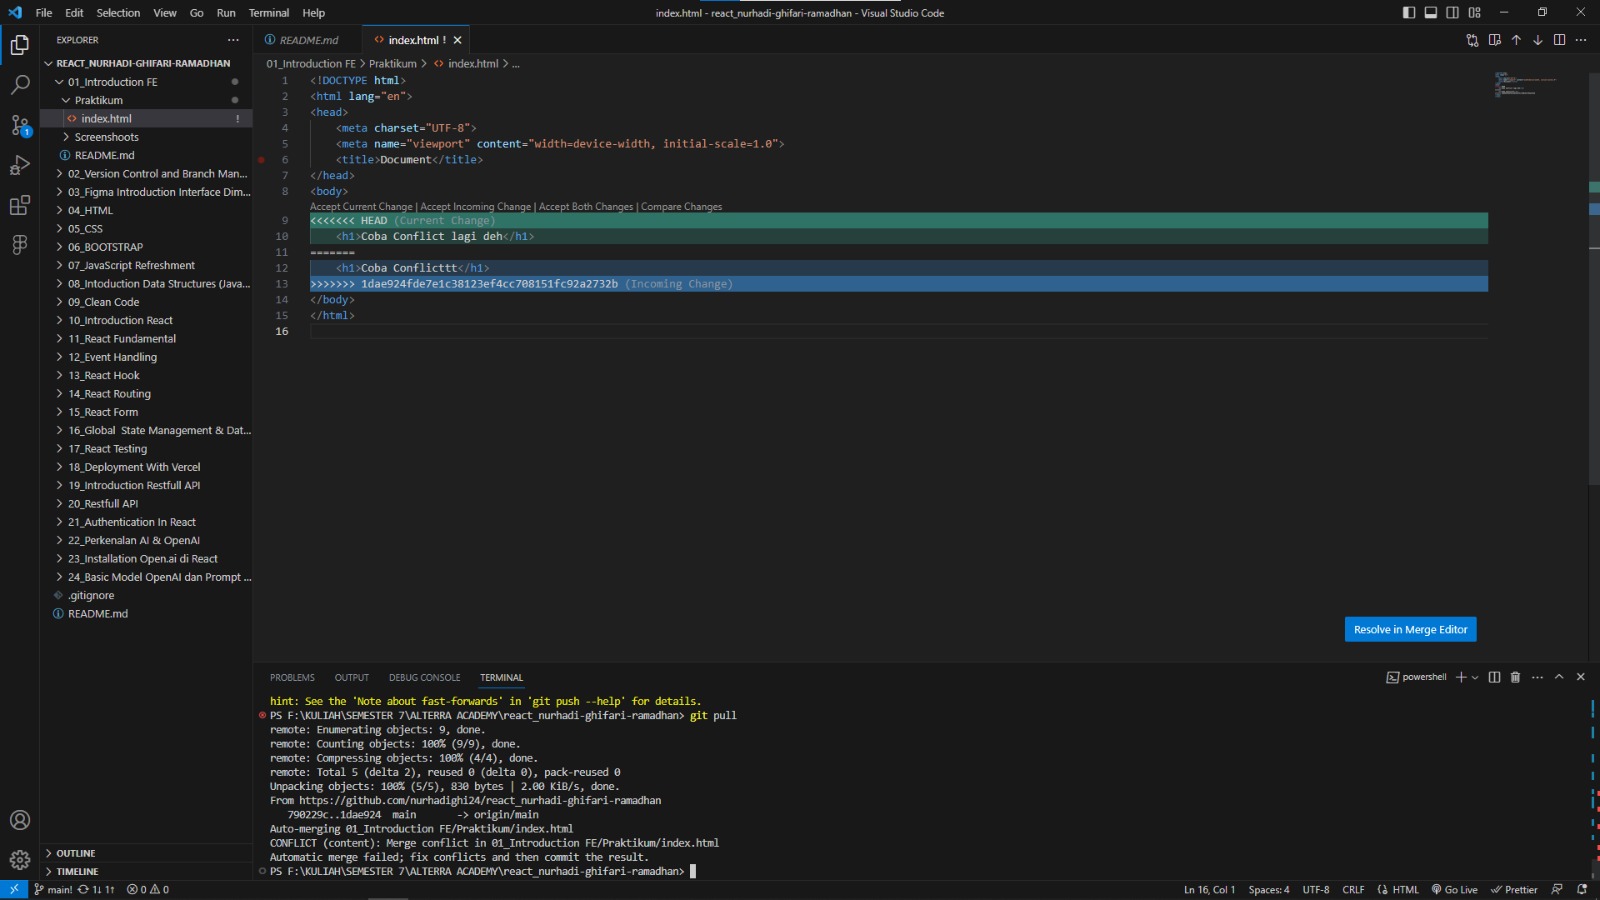 File Edit Selection View Go Run Terminal Help
index.html - react_nurhadi-ghifari-ramadhan - Visual Studio Code
EXPLORER
REACT_NURHADI-GHIFARI-RAMADHAN
01_Introduction FE
Praktikum
index.html !
Screenshoots
README.md
02_Version Control and Branch Man...
03_Figma Introduction Interface Dim...
04_HTML
05_CSS
06_BOOTSTRAP
07_JavaScript Refreshment
08_Intoduction Data Structures (Java...
09_Clean Code
10_Introduction React
11_React Fundamental
12_Event Handling
13_React Hook
14_React Routing
15_React Form
16_Global State Management & Dat...
17_React Testing
18_Deployment With Vercel
19_Introduction Restfull API
20_Restfull API
21_Authentication In React
22_Perkenalan AI & OpenAI
23_Installation Open.ai di React
24_Basic Model OpenAI dan Prompt ...
.gitignore
README.md
OUTLINE
TIMELINE
1
README.md index.html !
01_Introduction FE > Praktikum > index.html > ...
1 <!DOCTYPE html>
2 <html lang="en">
3 <head>
4 <meta charset="UTF-8">
5 <meta name="viewport" content="width=device-width, initial-scale=1.0">
6 <title>Document</title>
7 </head>
8 <body>
Accept Current Change | Accept Incoming Change | Accept Both Changes | Compare Changes
9 <<<<<<< HEAD (Current Change)
10 <h1>Coba Conflict lagi deh</h1>
11 =======
12 <h1>Coba Conflicttt</h1>
13 >>>>>>> 1dae924fde7e1c38123ef4cc708151fc92a2732b (Incoming Change)
14 </body>
15 </html>
16
Resolve in Merge Editor
PROBLEMS OUTPUT DEBUG CONSOLE TERMINAL
powershell
hint: See the 'Note about fast-forwards' in 'git push --help' for details.
PS F:\KULIAH\SEMESTER 7\ALTERRA ACADEMY\react_nurhadi-ghifari-ramadhan> git pull
remote: Enumerating objects: 9, done.
remote: Counting objects: 100% (9/9), done.
remote: Compressing objects: 100% (4/4), done.
remote: Total 5 (delta 2), reused 0 (delta 0), pack-reused 0
Unpacking objects: 100% (5/5), 830 bytes | 2.00 KiB/s, done.
From https://github.com/nurhadighi24/react_nurhadi-ghifari-ramadhan
790229c..1dae924 main -> origin/main
Auto-merging 01_Introduction FE/Praktikum/index.html
CONFLICT (content): Merge conflict in 01_Introduction FE/Praktikum/index.html
Automatic merge failed; fix conflicts and then commit the result.
PS F:\KULIAH\SEMESTER 7\ALTERRA ACADEMY\react_nurhadi-ghifari-ramadhan>
main! 1↓ 1↑ 0 0
Ln 16, Col 1 Spaces: 4 UTF-8 CRLF HTML Go Live Prettier